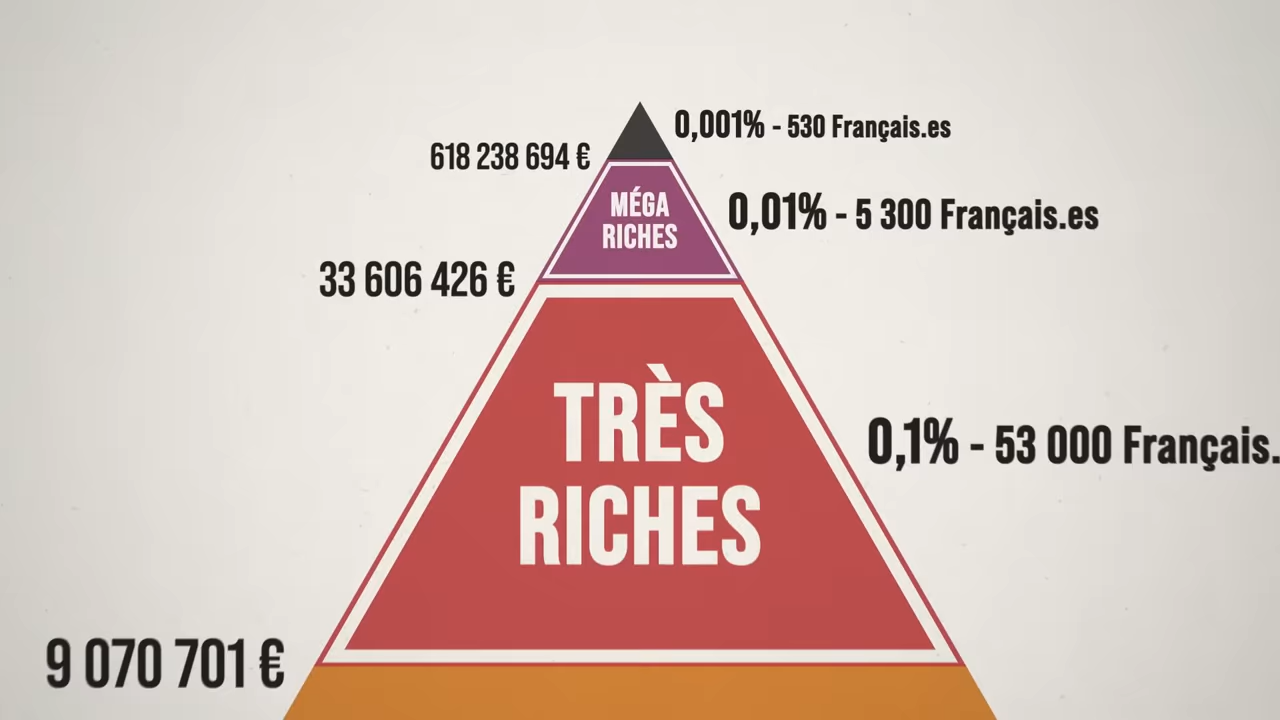 0,001% - 530 Français.es
618 238 694 €
MÉGA
RICHES
0,01% - 5 300 Français.es
33 606 426 €
TRÈS
RICHES
0,1% - 53 000 Français.
9 070 701 €